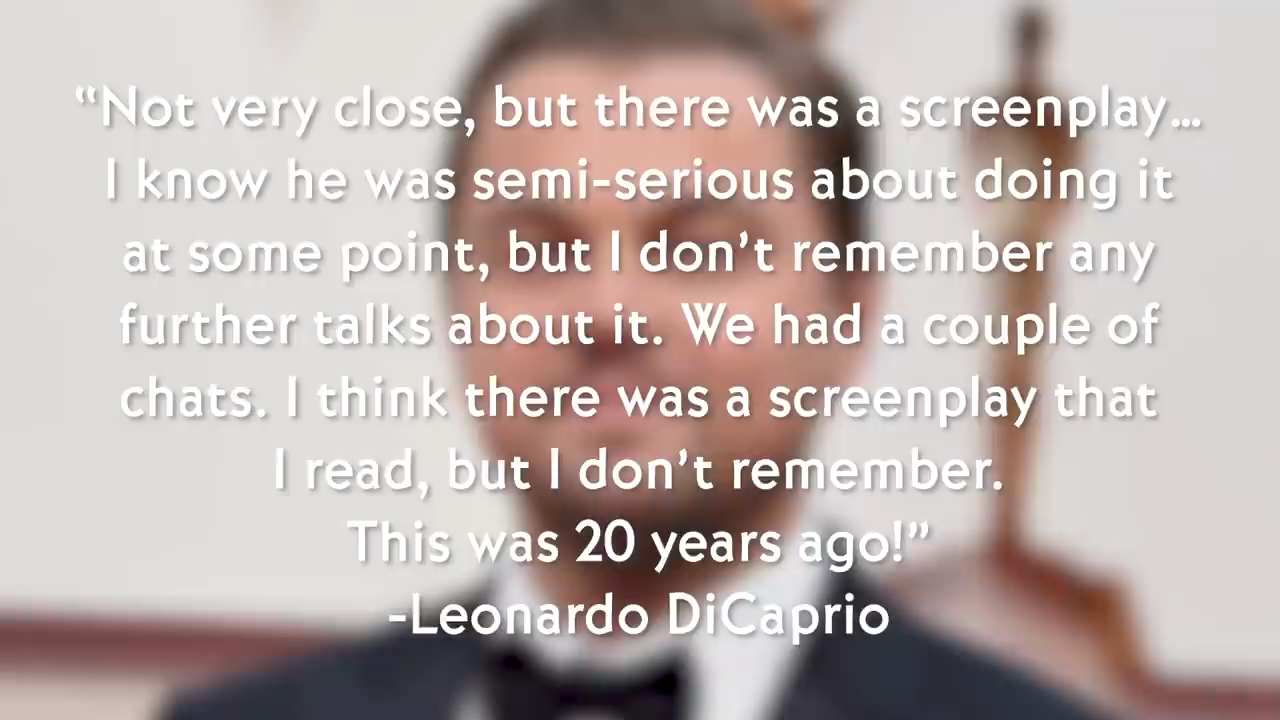 “Not very close, but there was a screenplay...
I know he was semi-serious about doing it
at some point, but I don’t remember any
further talks about it. We had a couple of
chats. I think there was a screenplay that
I read, but I don’t remember.
This was 20 years ago!”
-Leonardo DiCaprio